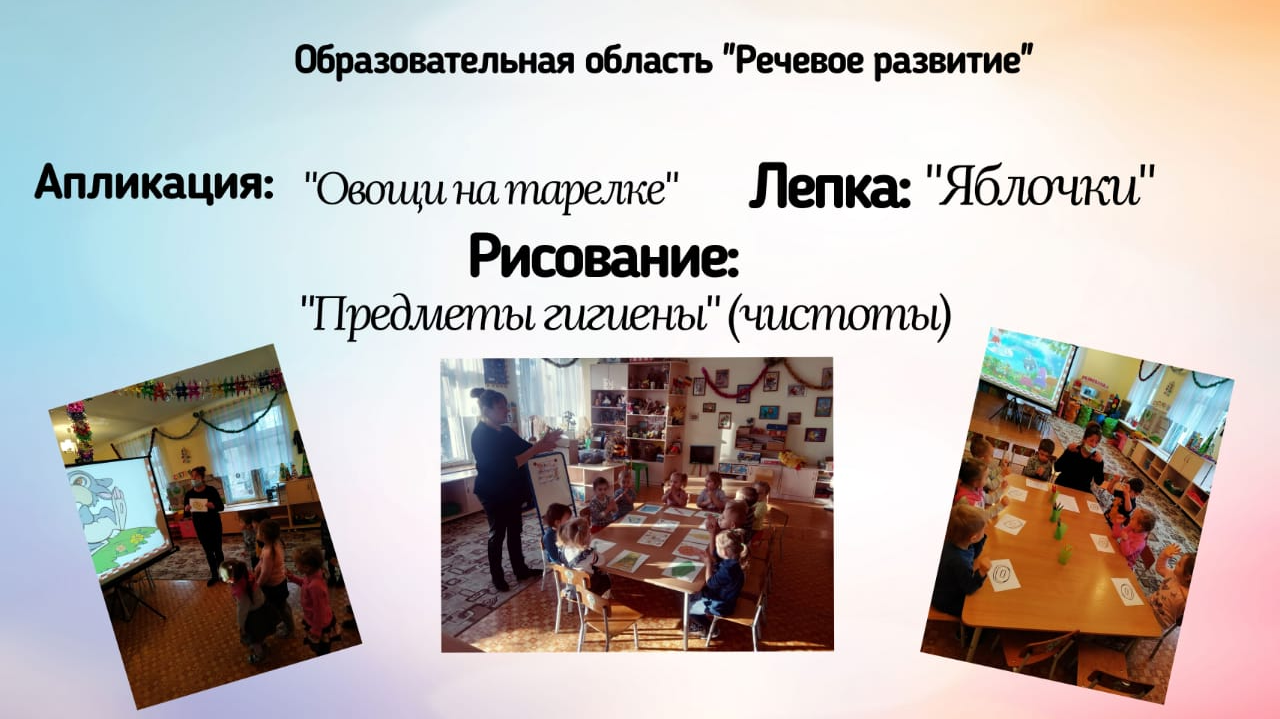 Образовательная область "Речевое развитие"
Апликация: "Овощи на тарелке" Лепка: "Яблочки"
Рисование:
"Предметы гигиены" (чистоты)